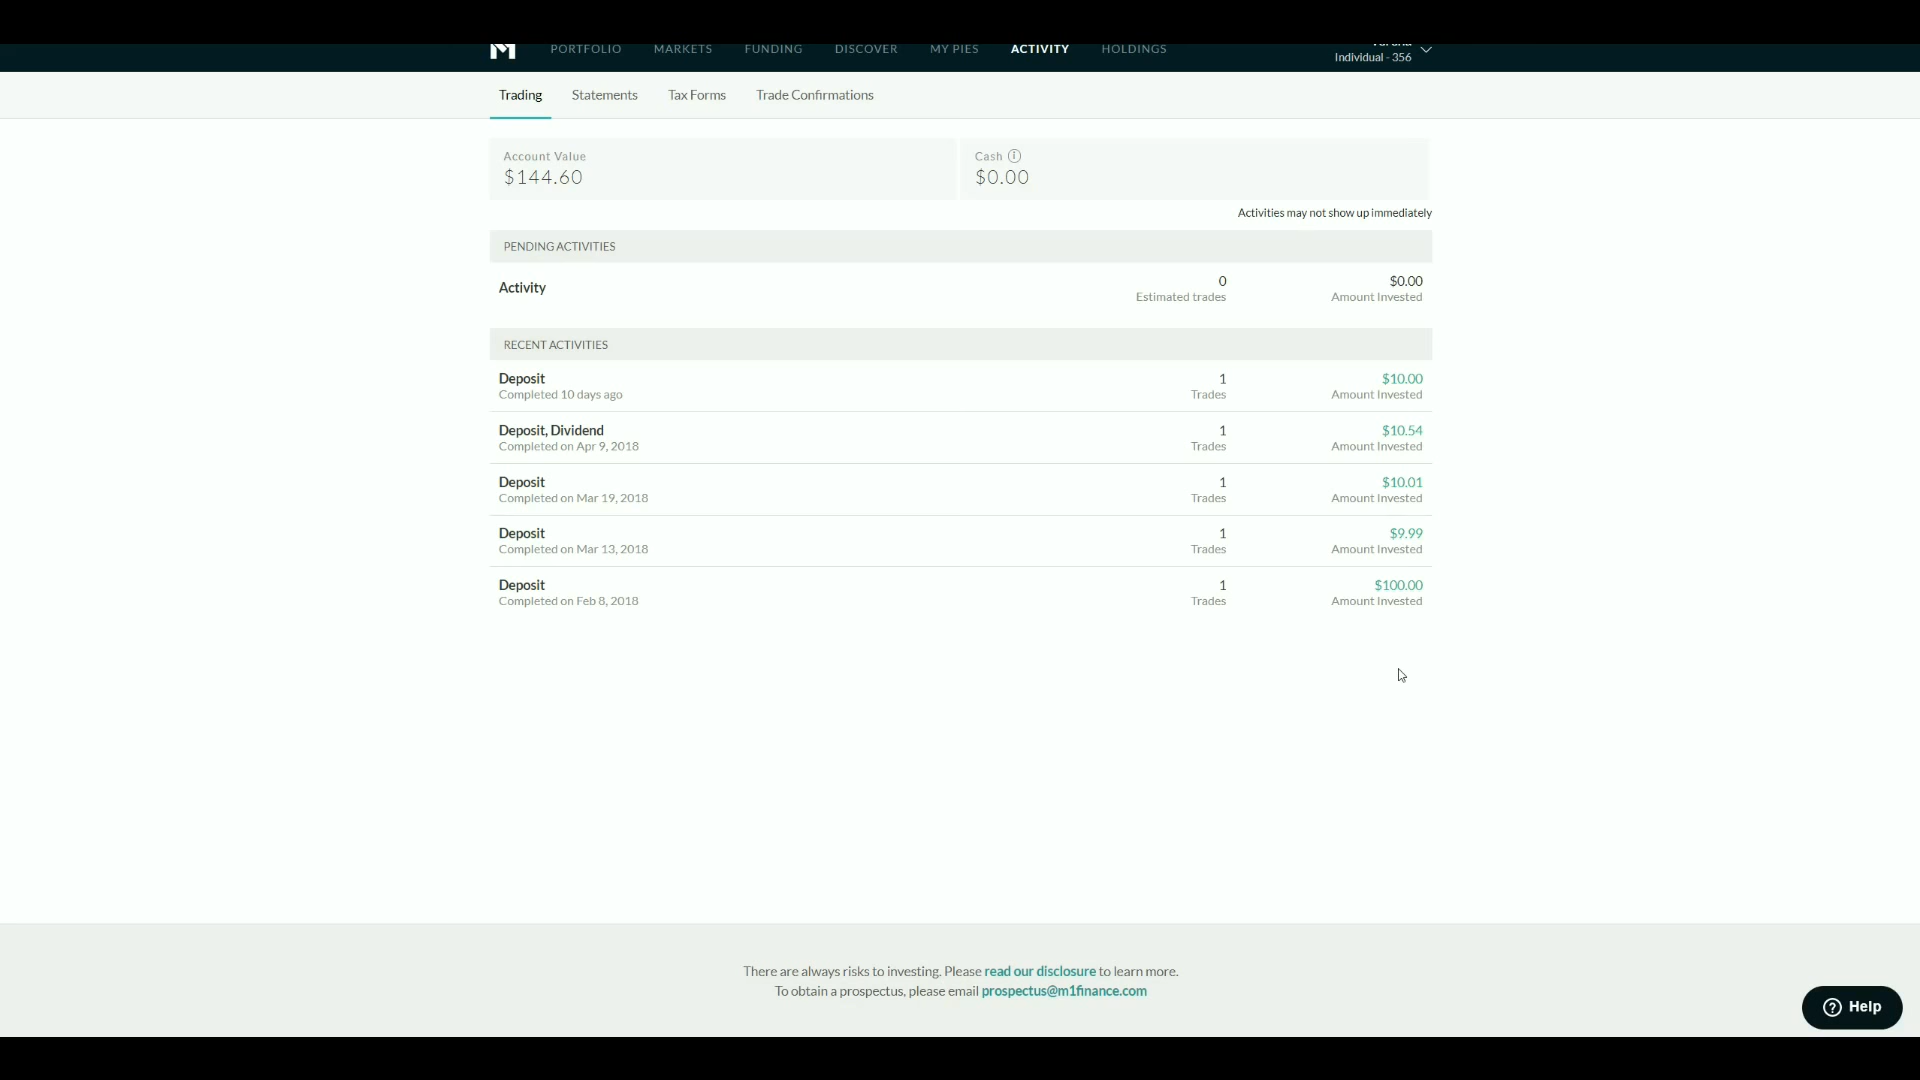 PORTFOLIO MARKETS FUNDING DISCOVER MY PIES ACTIVITY HOLDINGS
Individual - 356
Trading Statements Tax Forms Trade Confirmations
Account Value Cash
$144.60 $0.00
Activities may not show up immediately
PENDING ACTIVITIES
Activity 0 $0.00
Estimated trades Amount Invested
RECENT ACTIVITIES
Deposit 1 $10.00
Completed 10 days ago Trades Amount Invested
Deposit, Dividend 1 $10.54
Completed on Apr 9, 2018 Trades Amount Invested
Deposit 1 $10.01
Completed on Mar 19, 2018 Trades Amount Invested
Deposit 1 $9.99
Completed on Mar 13, 2018 Trades Amount Invested
Deposit 1 $100.00
Completed on Feb 8, 2018 Trades Amount Invested
There are always risks to investing. Please read our disclosure to learn more.
To obtain a prospectus, please email prospectus@m1finance.com
Help